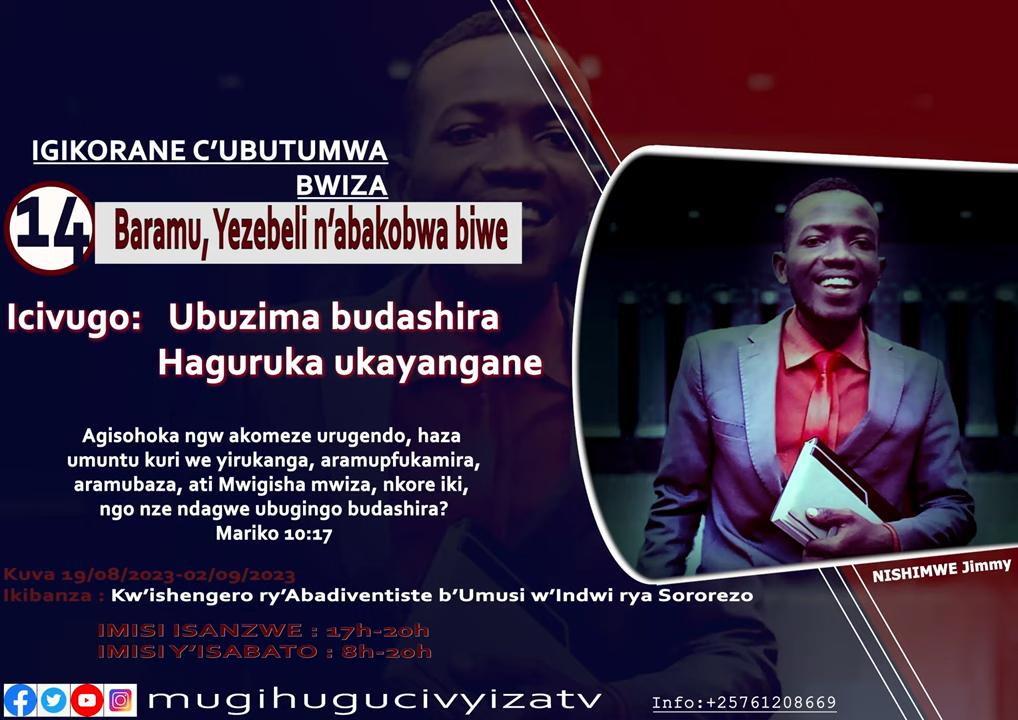 IGIKORANE C'UBUTUMWA
BWIZA
14
Baramu, Yezebeli n'abakobwa biwe
Icivugo: Ubuzima budashira
Haguruka ukayangane
Agisohoka ngw akomeze urugendo, haza
umuntu kuri we yirukanga, aramupfukamira,
aramubaza, ati Mwigisha mwiza, nkore iki,
ngo nze ndagwe ubugingo budashira?
Mariko 10:17
NISHIMWE Jimmy
Kuva 19/08/2023-02/09/2023
Ikibanza : Kw'ishengero ry'Abadiventiste b'Umusi w'Indwi rya Sororezo
IMISI ISANZWE : 17h-20h
IMISI Y'ISABATO : 8h-20h
mugihugucivyizatv
Info:+25761208669